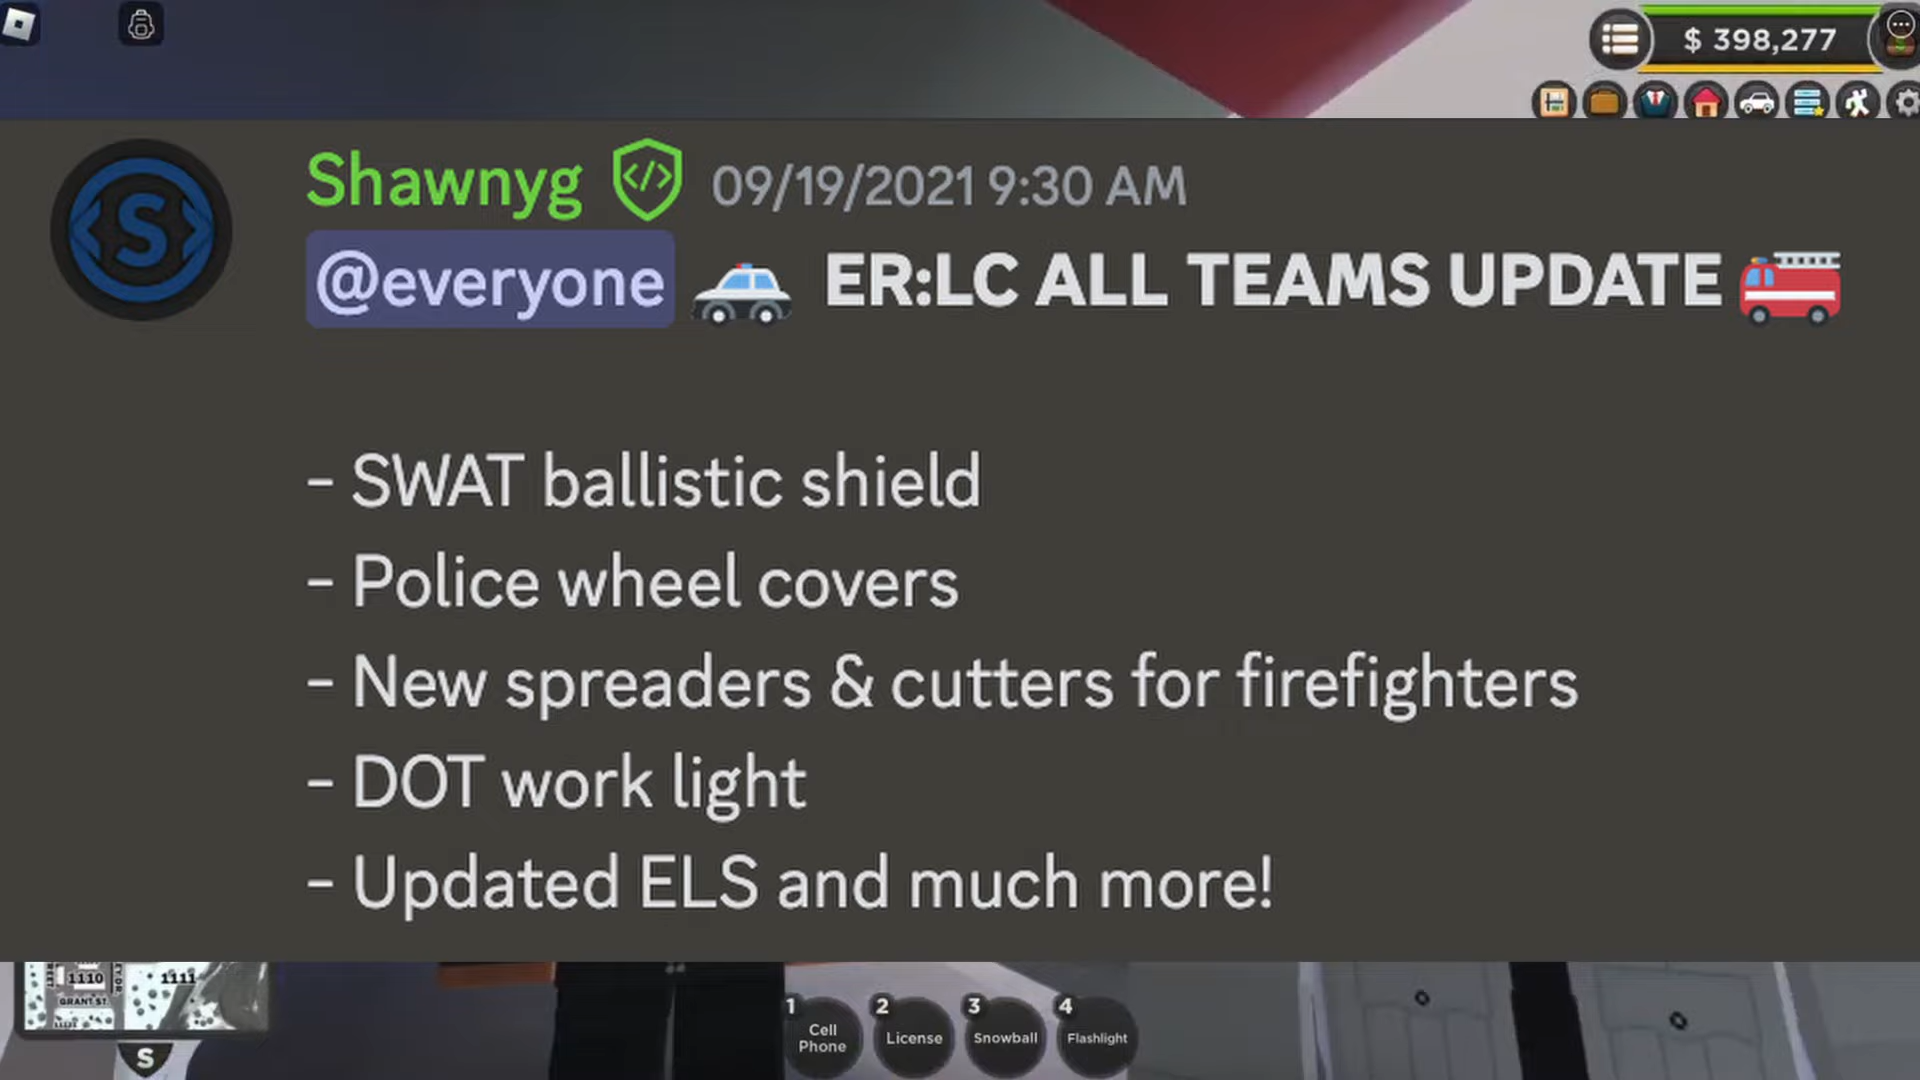 $ 398,277
S
Shawnyg </> 09/19/2021 9:30 AM
@everyone 🚓 ER:LC ALL TEAMS UPDATE 🚒
- SWAT ballistic shield
- Police wheel covers
- New spreaders & cutters for firefighters
- DOT work light
- Updated ELS and much more!
1110
1111
GRANT ST.
S
1 Cell Phone
2 License
3 Snowball
4 Flashlight